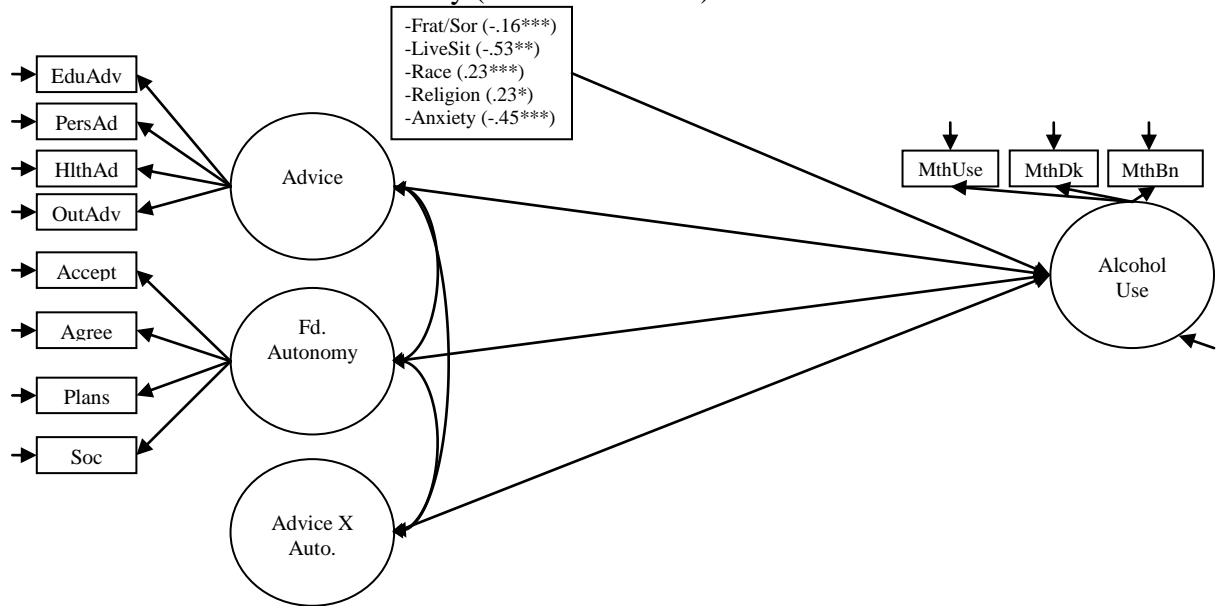 -Frat/Sor (-.16***)
-LiveSit (-.53**)
-Race (.23***)
-Religion (.23*)
-Anxiety (-.45***)
EduAdv
PersAd
HlthAd
OutAdv
Advice
MthUse
MthDk
MthBn
Accept
Agree
Plans
Soc
Fd.
Autonomy
Alcohol
Use
Advice X
Auto.